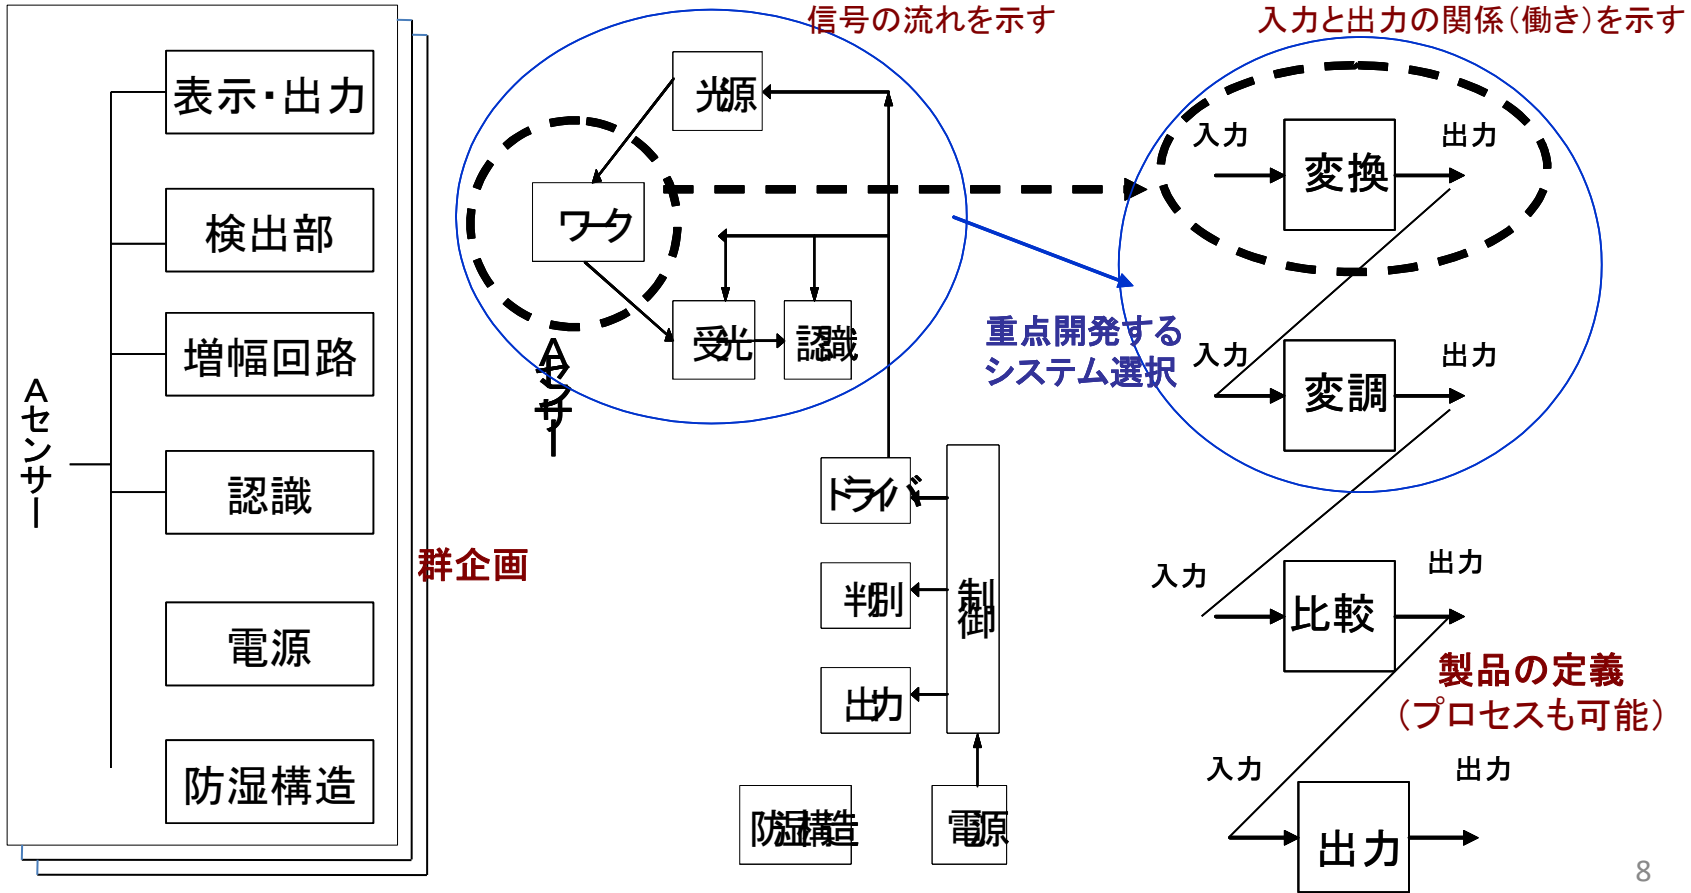 信号の流れを示す
入力と出力の関係(働き)を示す
Aセンサー
表示・出力
検出部
増幅回路
認識
電源
防湿構造
群企画
光源
ワーク
受光
認識
Aセンサー
ドライバ
判別
出力
制御
防湿構造
電源
重点開発する
システム選択
入力
変換
出力
入力
変調
出力
入力
比較
出力
製品の定義
(プロセスも可能)
入力
出力
出力
8